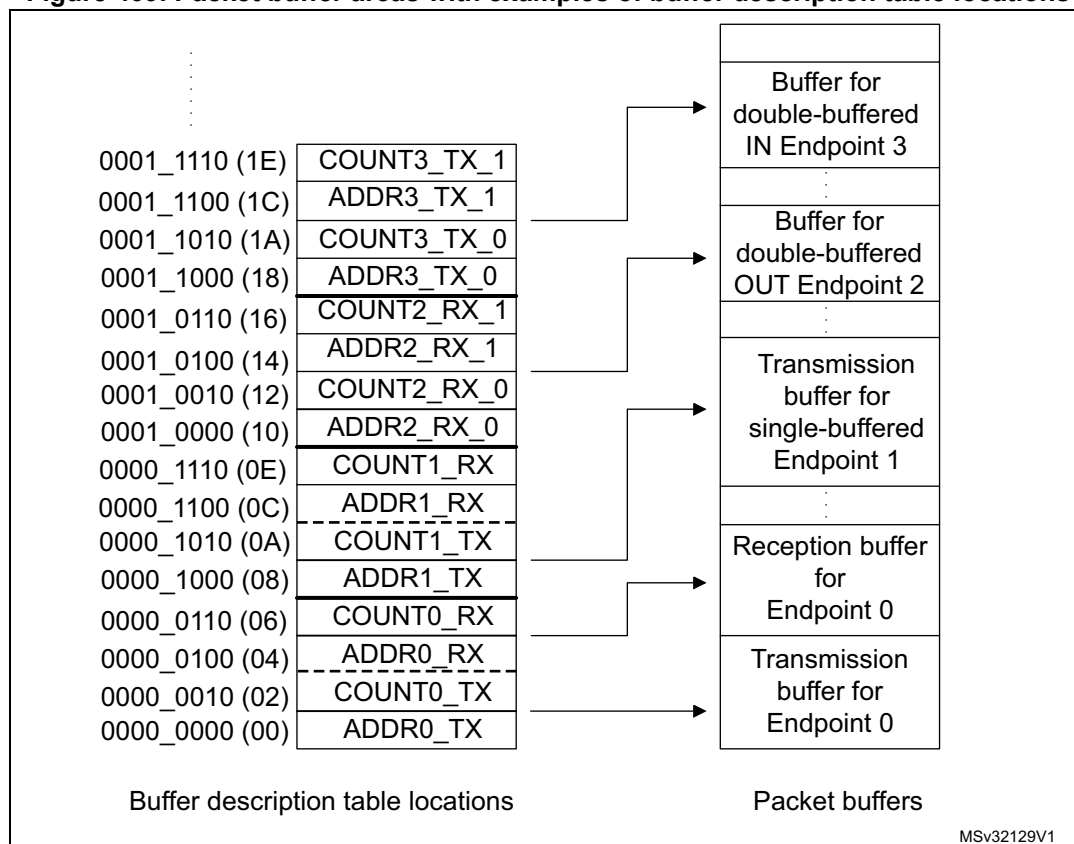 Packet buffer areas with examples of buffer description table locations
0001_1110 (1E) COUNT3_TX_1
0001_1100 (1C) ADDR3_TX_1
0001_1010 (1A) COUNT3_TX_0
0001_1000 (18) ADDR3_TX_0
0001_0110 (16) COUNT2_RX_1
0001_0100 (14) ADDR2_RX_1
0001_0010 (12) COUNT2_RX_0
0001_0000 (10) ADDR2_RX_0
0000_1110 (0E) COUNT1_RX
0000_1100 (0C) ADDR1_RX
0000_1010 (0A) COUNT1_TX
0000_1000 (08) ADDR1_TX
0000_0110 (06) COUNT0_RX
0000_0100 (04) ADDR0_RX
0000_0010 (02) COUNT0_TX
0000_0000 (00) ADDR0_TX
Buffer description table locations
Buffer for
double-buffered
IN Endpoint 3
Buffer for
double-buffered
OUT Endpoint 2
Transmission
buffer for
single-buffered
Endpoint 1
Reception buffer
for
Endpoint 0
Transmission
buffer for
Endpoint 0
Packet buffers
MSv32129V1